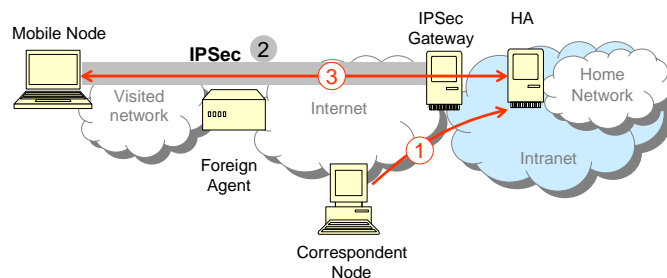 Mobile Node
IPSec
2
IPSec
Gateway
HA
3
Visited
network
Internet
Home
Network
Foreign
Agent
1
Intranet
Correspondent
Node